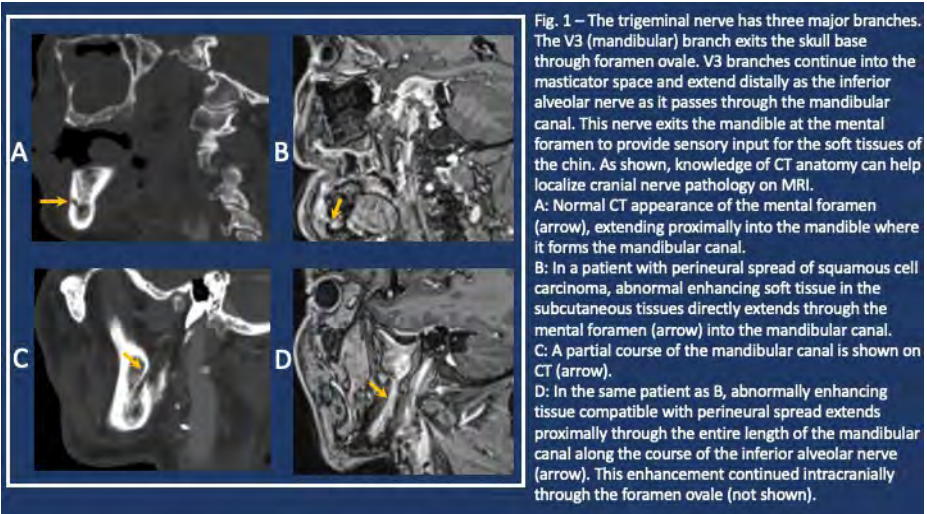 A
B
C
D
Fig. 1 – The trigeminal nerve has three major branches.
The V3 (mandibular) branch exits the skull base
through foramen ovale. V3 branches continue into the
masticator space and extend distally as the inferior
alveolar nerve as it passes through the mandibular
canal. This nerve exits the mandible at the mental
foramen to provide sensory input for the soft tissues of
the chin. As shown, knowledge of CT anatomy can help
localize cranial nerve pathology on MRI.
A: Normal CT appearance of the mental foramen
(arrow), extending proximally into the mandible where
it forms the mandibular canal.
B: In a patient with perineural spread of squamous cell
carcinoma, abnormal enhancing soft tissue in the
subcutaneous tissues directly extends through the
mental foramen (arrow) into the mandibular canal.
C: A partial course of the mandibular canal is shown on
CT (arrow).
D: In the same patient as B, abnormally enhancing
tissue compatible with perineural spread extends
proximally through the entire length of the mandibular
canal along the course of the inferior alveolar nerve
(arrow). This enhancement continued intracranially
through the foramen ovale (not shown).